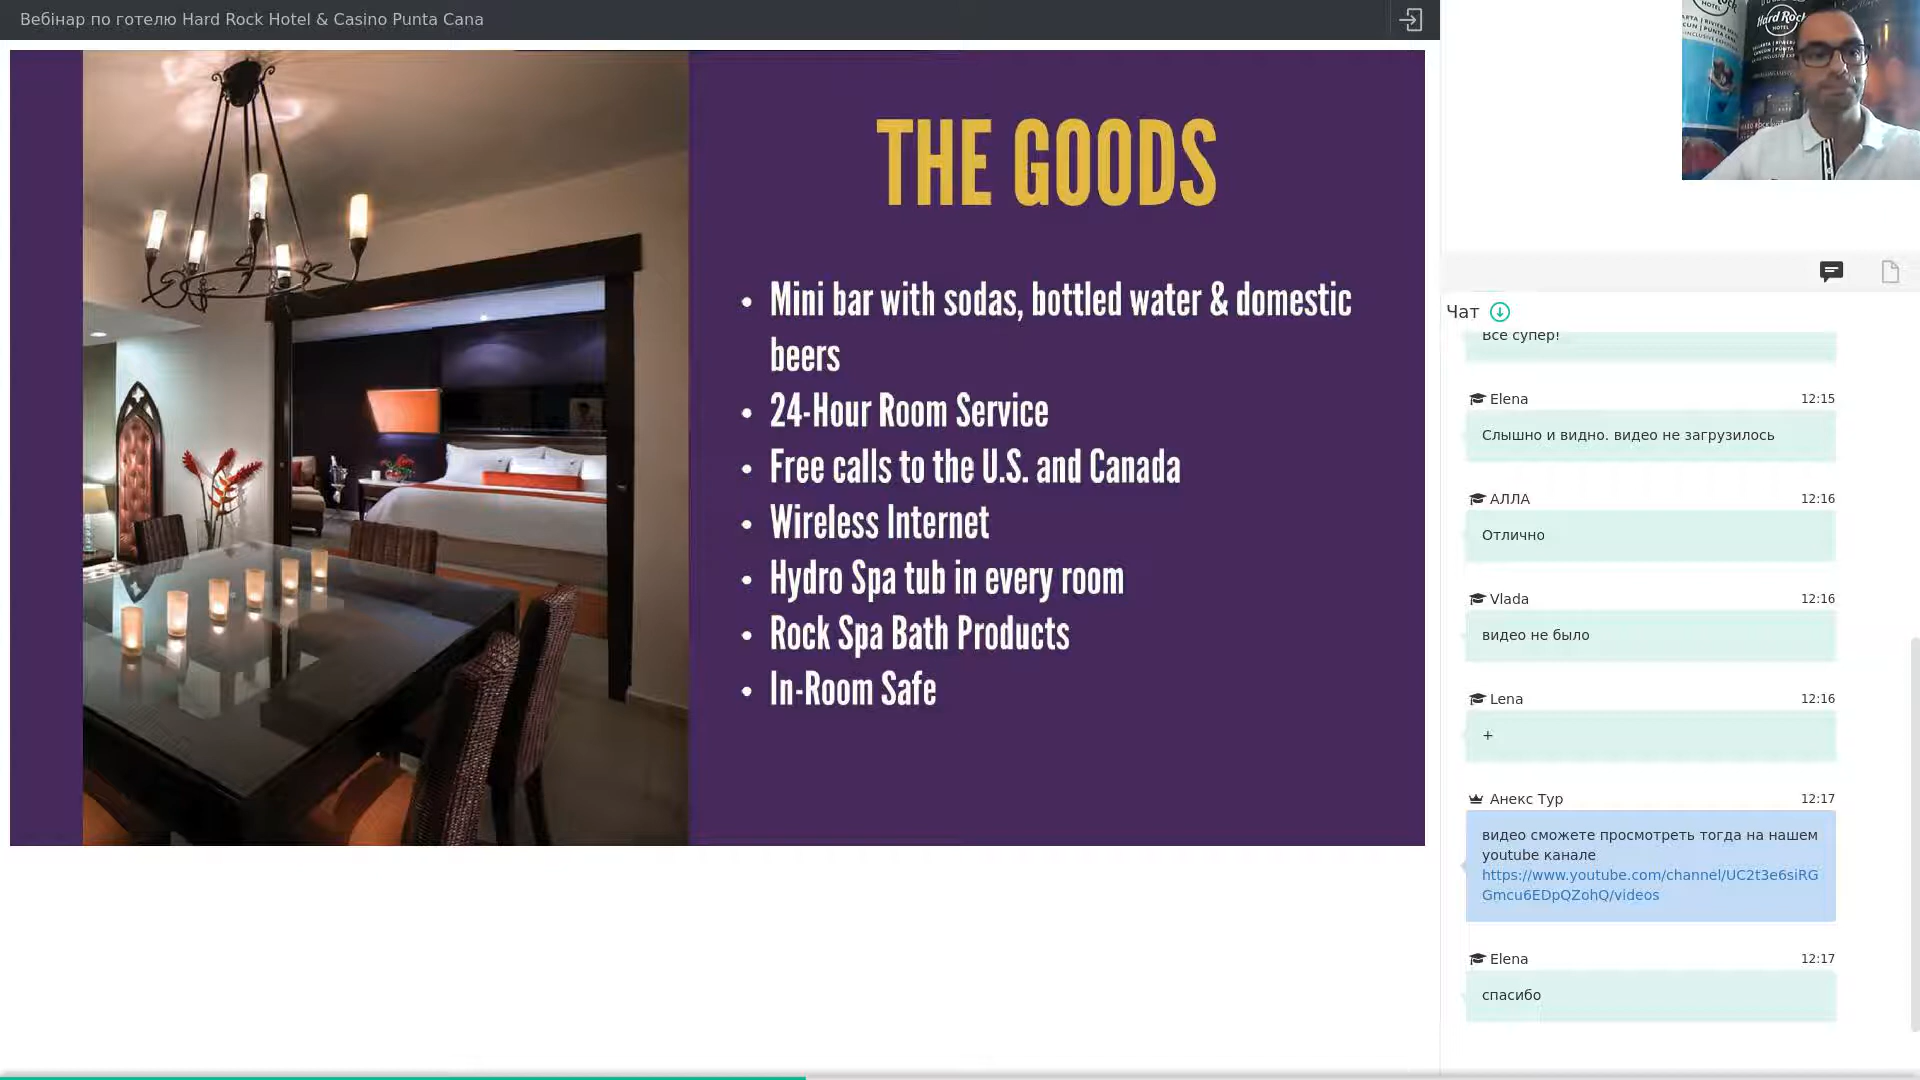 Вебінар по готелю Hard Rock Hotel & Casino Punta Cana
THE GOODS
• Mini bar with sodas, bottled water & domestic
beers
• 24-Hour Room Service
• Free calls to the U.S. and Canada
• Wireless Internet
• Hydro Spa tub in every room
• Rock Spa Bath Products
• In-Room Safe
Hard Rock
HOTEL
Чат
Все супер!
Elena 12:15
Слышно и видно. видео не загрузилось
АЛЛА 12:16
Отлично
Vlada 12:16
видео не было
Lena 12:16
+
Анекс Тур 12:17
видео сможете просмотреть тогда на нашем
youtube канале
https://www.youtube.com/channel/UC2t3e6siRG
Gmcu6EDpQZohQ/videos
Elena 12:17
спасибо